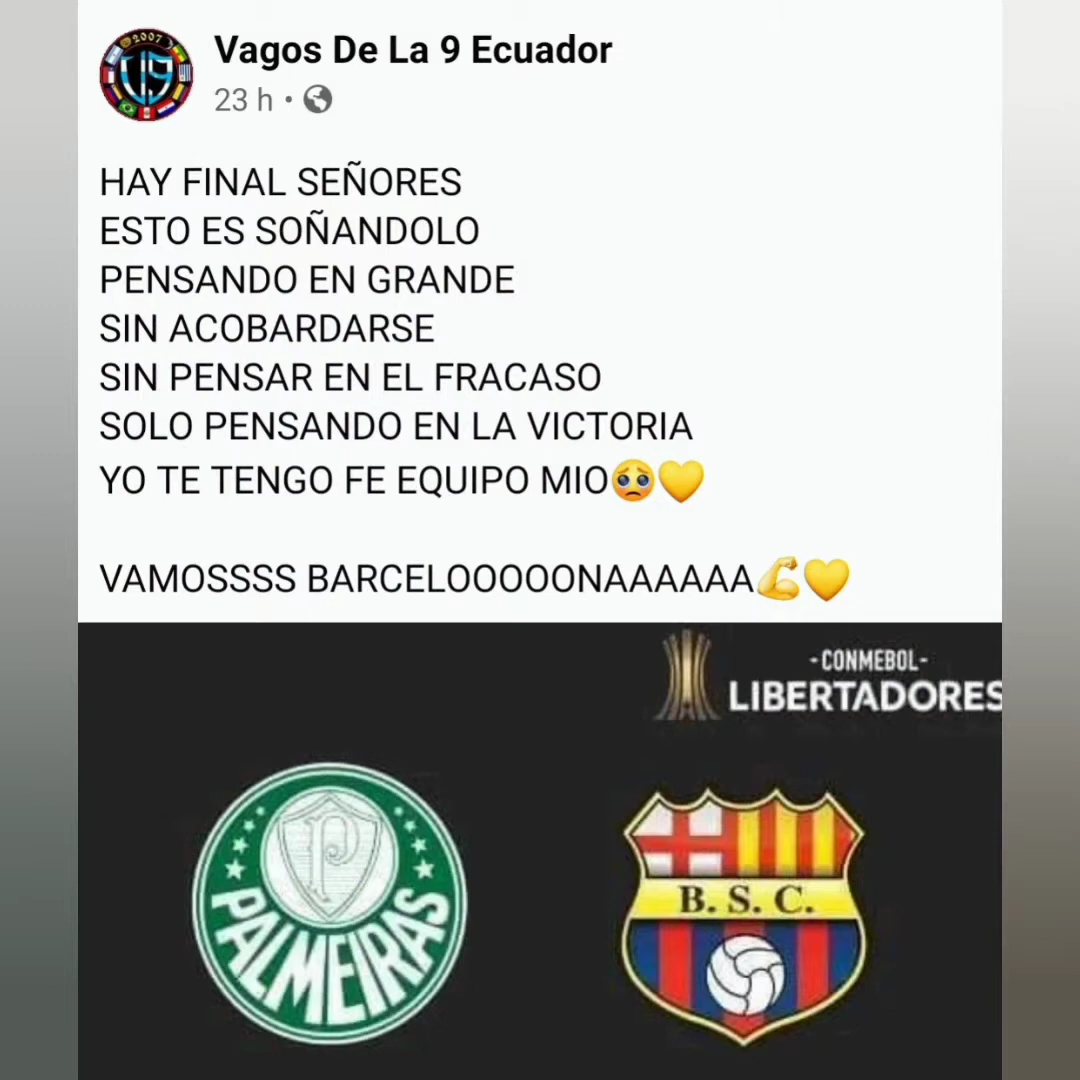 2007
V9
Vagos De La 9 Ecuador
23 h •
HAY FINAL SEÑORES
ESTO ES SOÑANDOLO
PENSANDO EN GRANDE
SIN ACOBARDARSE
SIN PENSAR EN EL FRACASO
SOLO PENSANDO EN LA VICTORIA
YO TE TENGO FE EQUIPO MIO🥺💛
VAMOSSSS BARCELOOOOONAAAAAA💪💛
-CONMEBOL-
LIBERTADORES
P
PALMEIRAS
B. S. C.